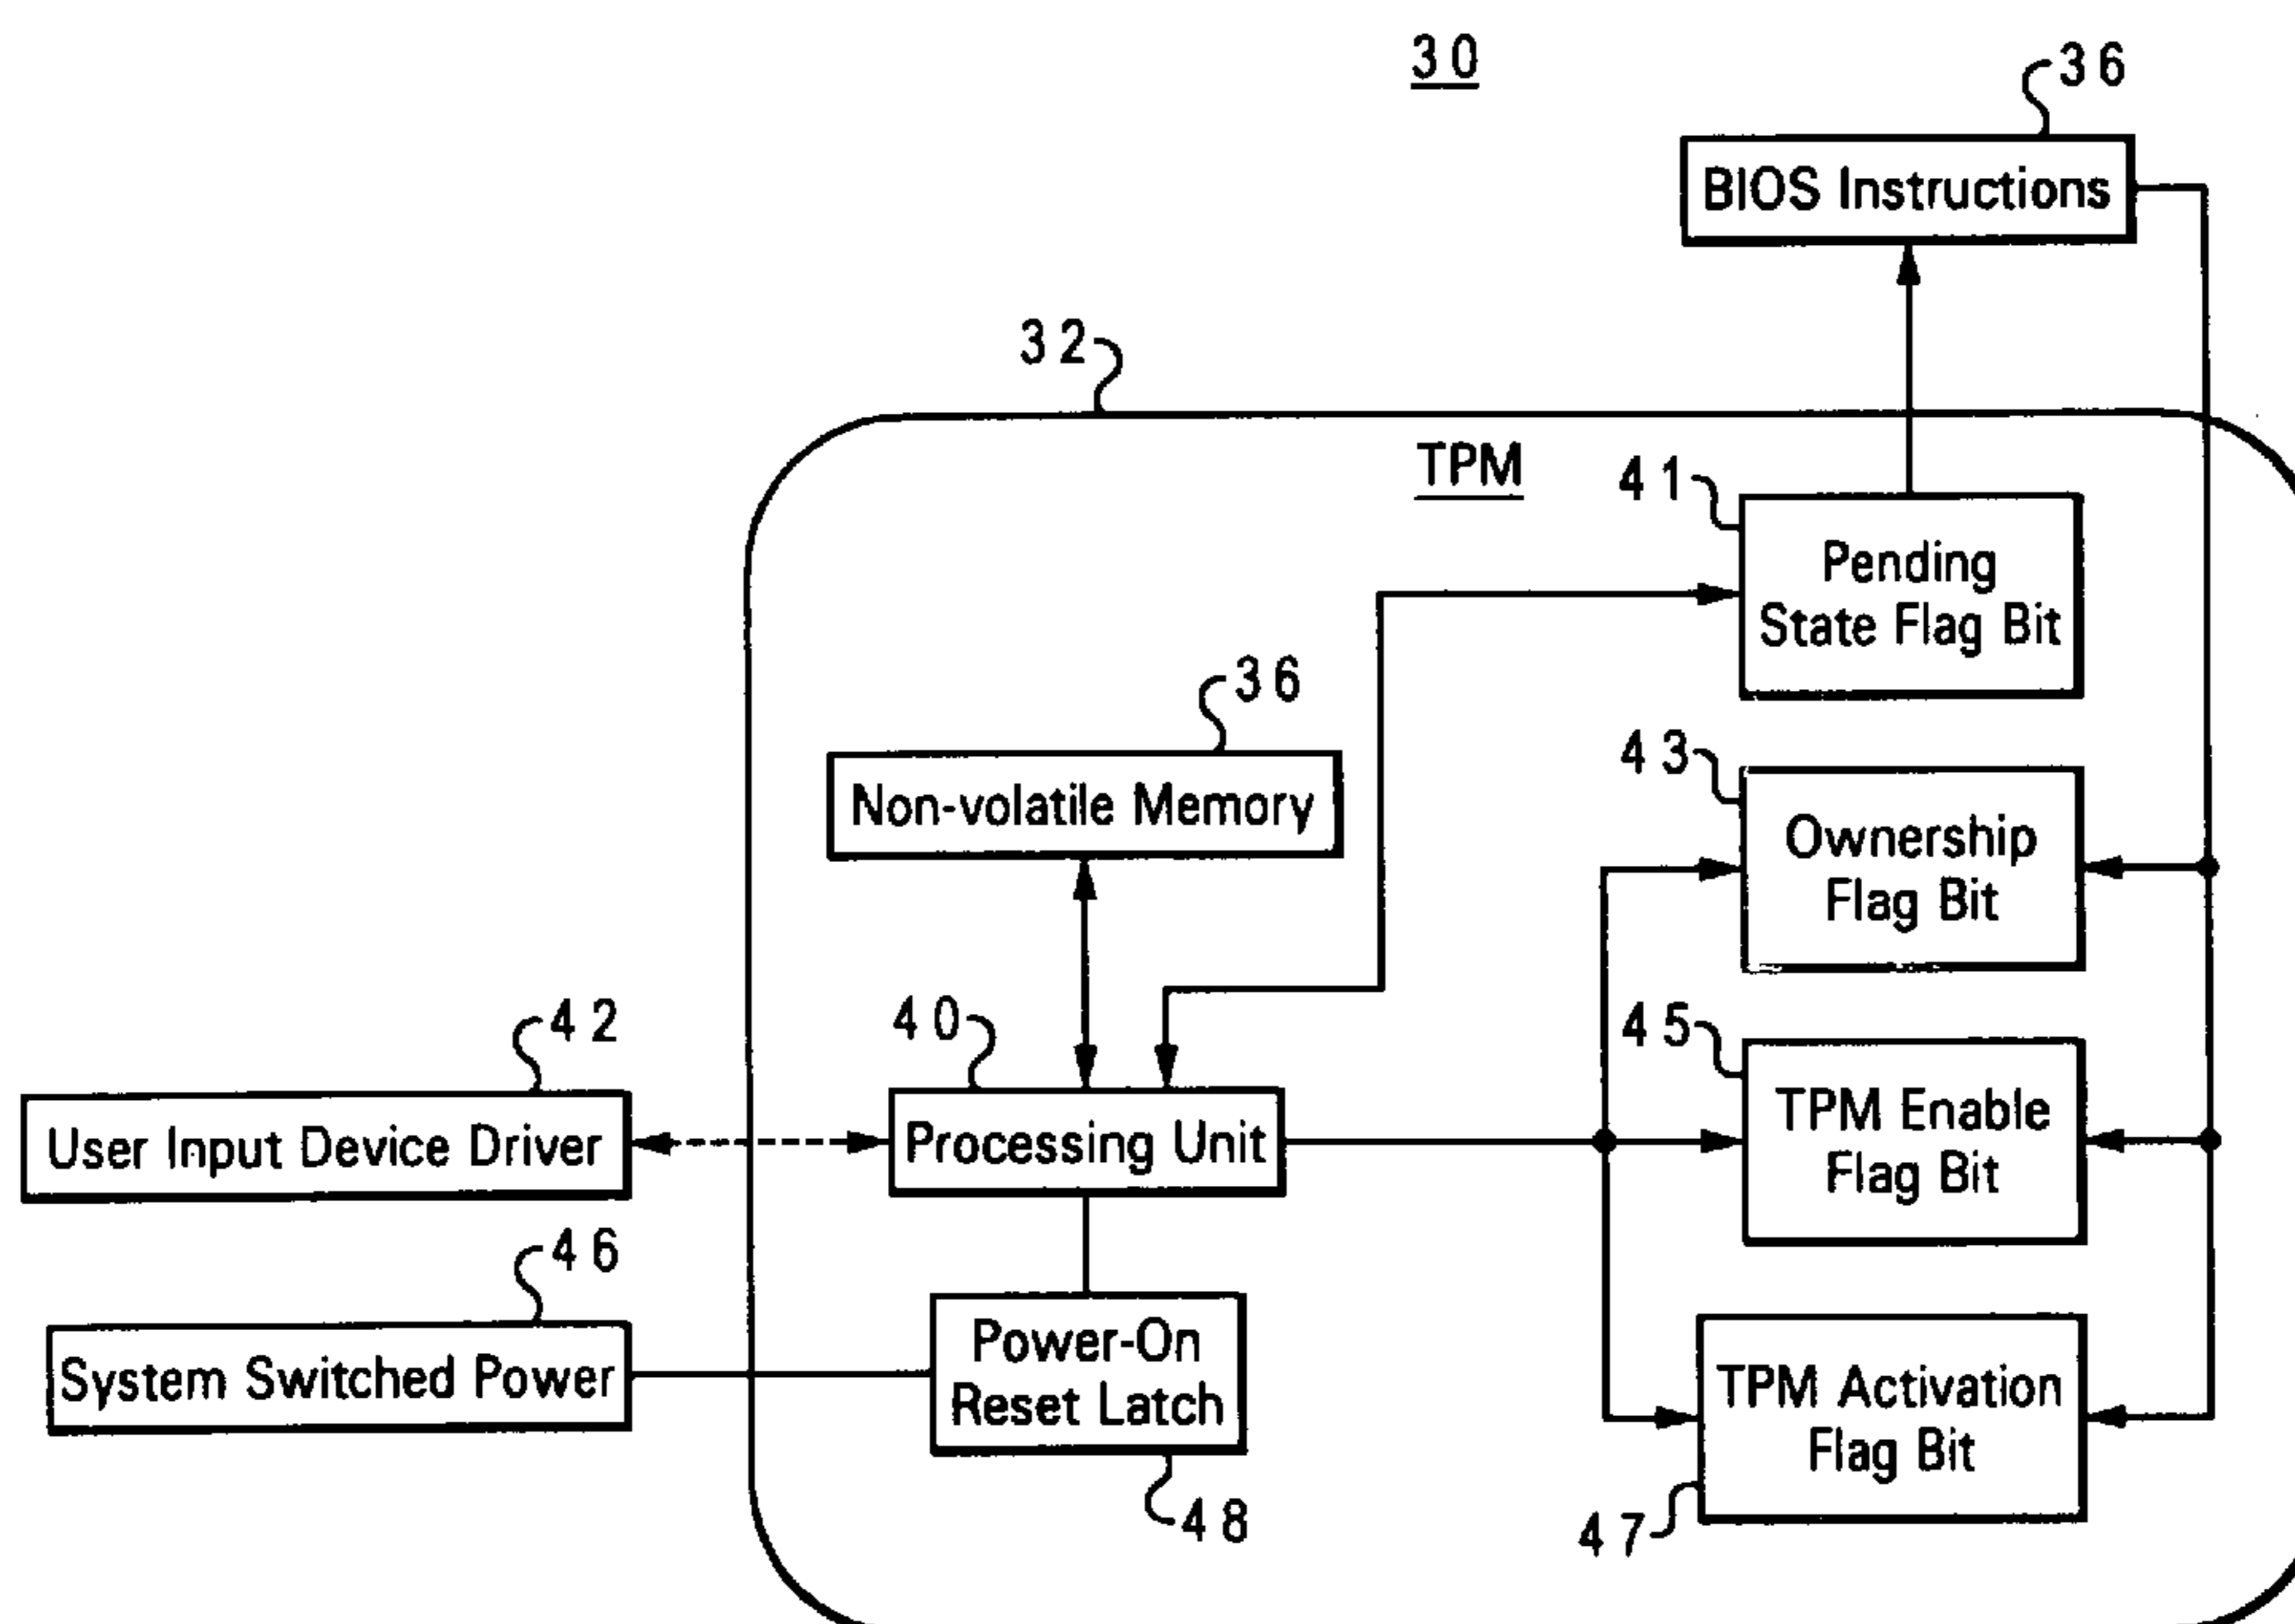 30
36
BIOS Instructions
32
TPM
41
Pending
State Flag Bit
36
Non-volatile Memory
43
Ownership
Flag Bit
42
User Input Device Driver
40
Processing Unit
45
TPM Enable
Flag Bit
46
System Switched Power
Power-On
Reset Latch
48
TPM Activation
Flag Bit
47